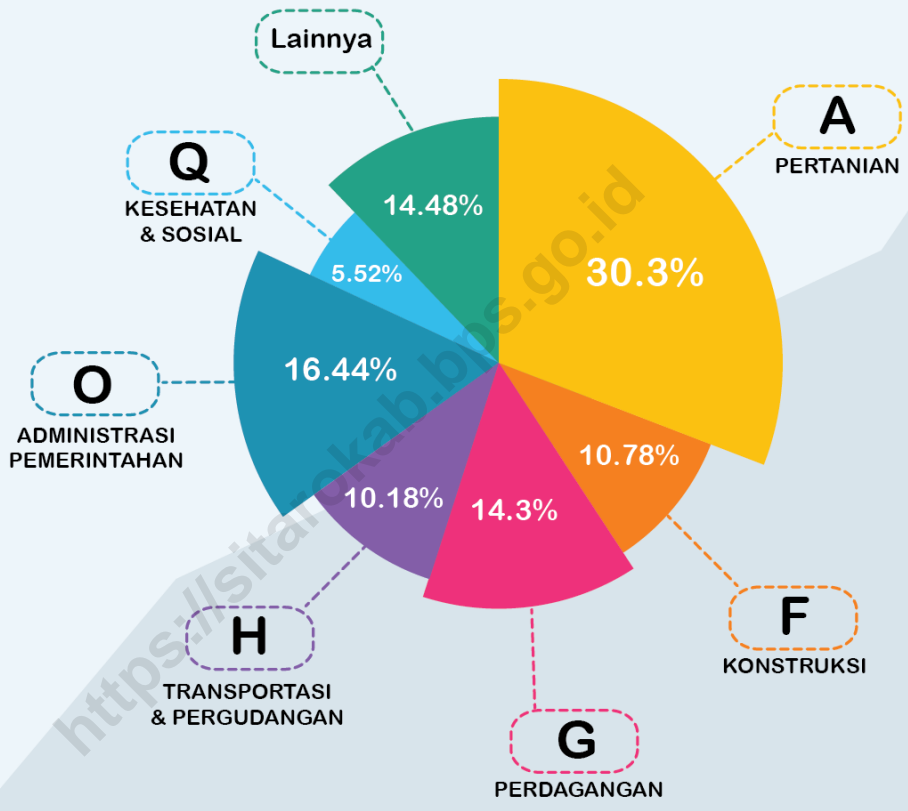 Lainnya
A
PERTANIAN
Q
KESEHATAN
& SOSIAL
14.48%
30.3%
5.52%
16.44%
O
ADMINISTRASI
PEMERINTAHAN
10.78%
10.18%
14.3%
F
KONSTRUKSI
H
TRANSPORTASI
& PERGUDANGAN
G
PERDAGANGAN
https://sitarokab.bps.go.id